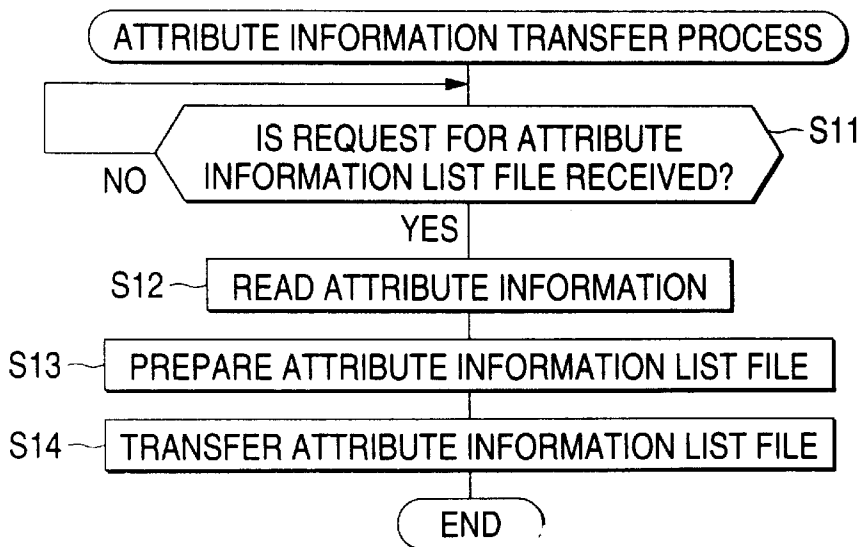 ATTRIBUTE INFORMATION TRANSFER PROCESS
IS REQUEST FOR ATTRIBUTE
INFORMATION LIST FILE RECEIVED?
S11
NO
YES
S12
READ ATTRIBUTE INFORMATION
S13
PREPARE ATTRIBUTE INFORMATION LIST FILE
S14
TRANSFER ATTRIBUTE INFORMATION LIST FILE
END